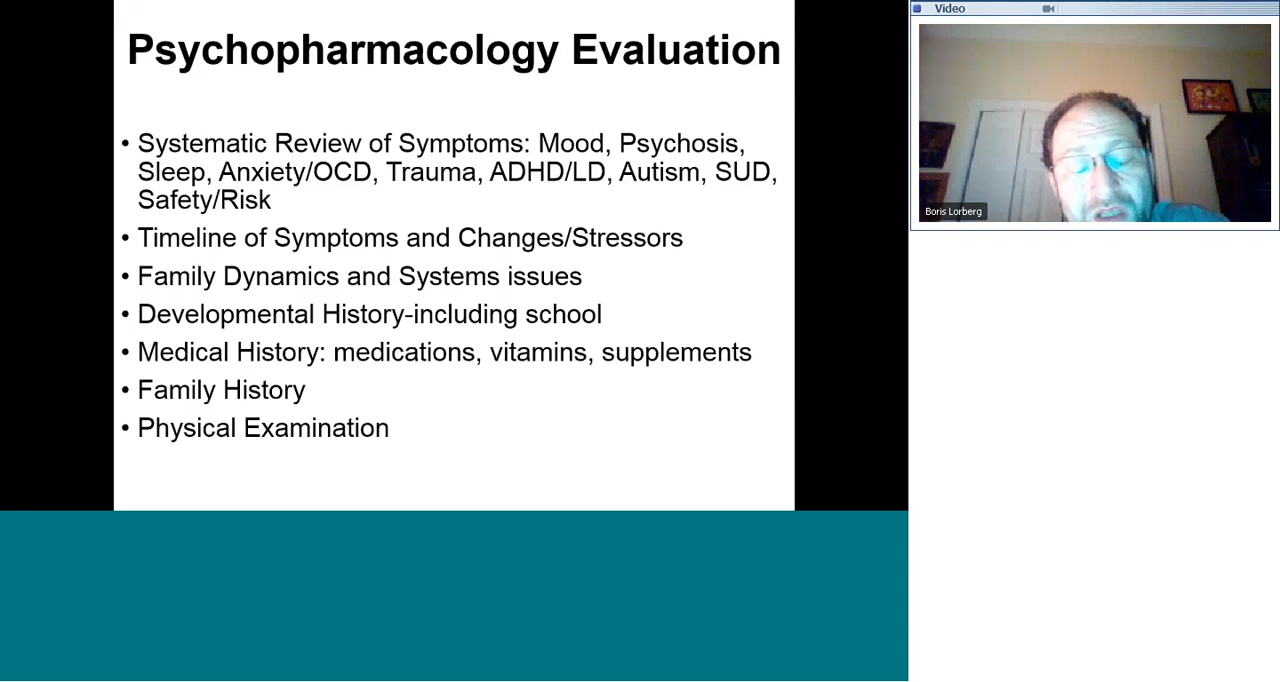 Psychopharmacology Evaluation
• Systematic Review of Symptoms: Mood, Psychosis,
Sleep, Anxiety/OCD, Trauma, ADHD/LD, Autism, SUD,
Safety/Risk
• Timeline of Symptoms and Changes/Stressors
• Family Dynamics and Systems issues
• Developmental History-including school
• Medical History: medications, vitamins, supplements
• Family History
• Physical Examination
Video
Boris Lorberg